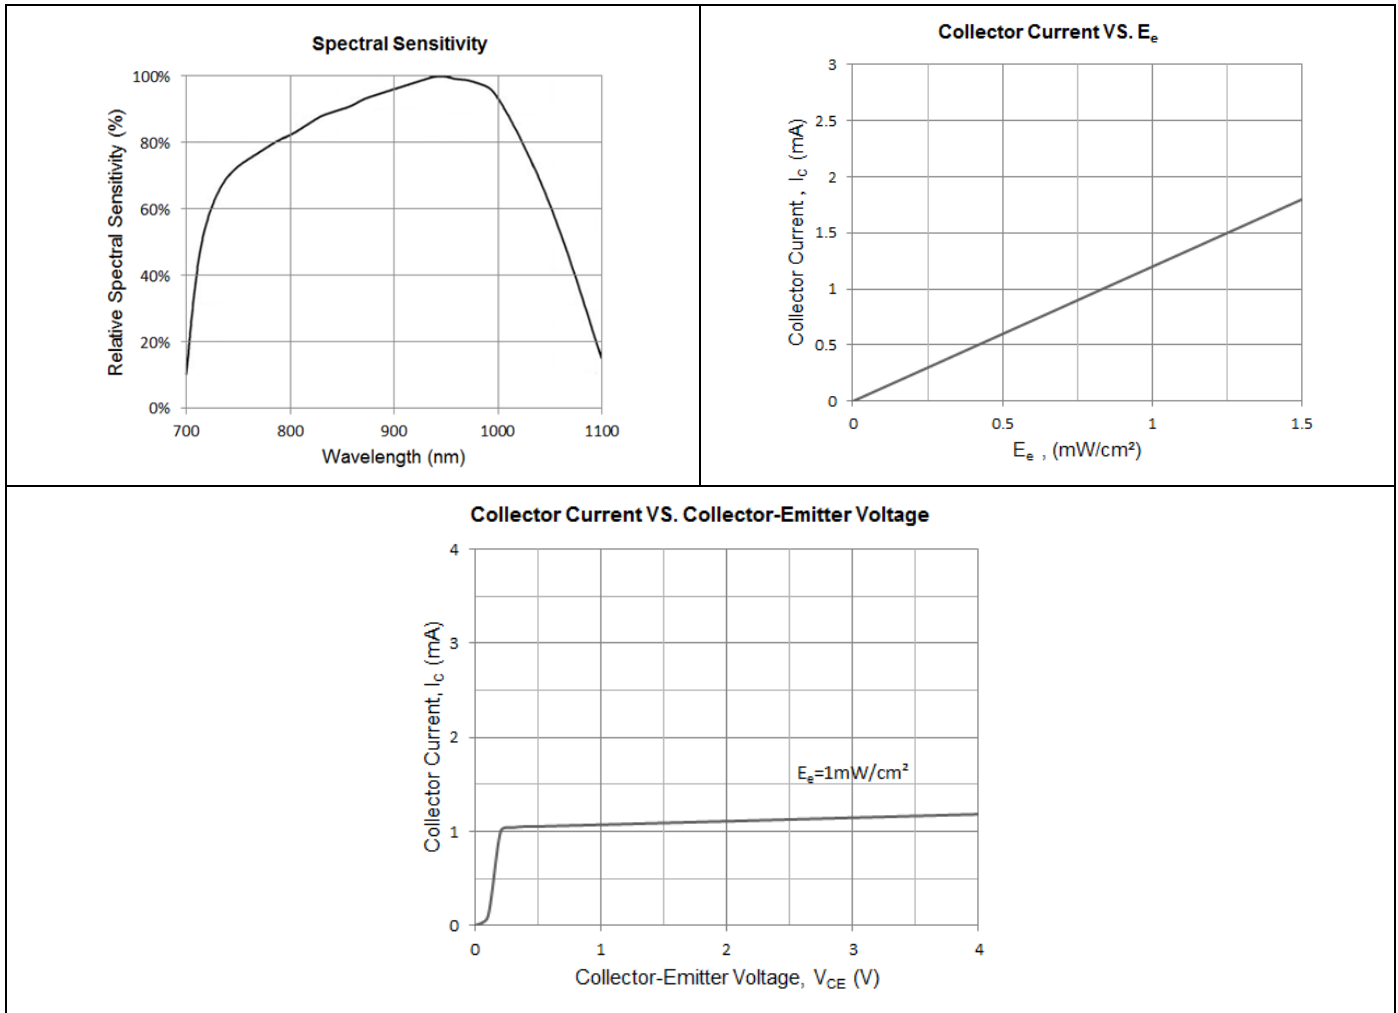 Spectral Sensitivity
Relative Spectral Sensitivity (%)
100%
80%
60%
40%
20%
0%
700 800 900 1000 1100
Wavelength (nm)
Collector Current VS. Eₑ
Collector Current , I_C (mA)
3
2.5
2
1.5
1
0.5
0
0 0.5 1 1.5
Eₑ , (mW/cm²)
Collector Current VS. Collector-Emitter Voltage
Collector Current, I_C (mA)
4
3
2
1
0
Eₑ=1mW/cm²
0 1 2 3 4
Collector-Emitter Voltage, V_CE (V)